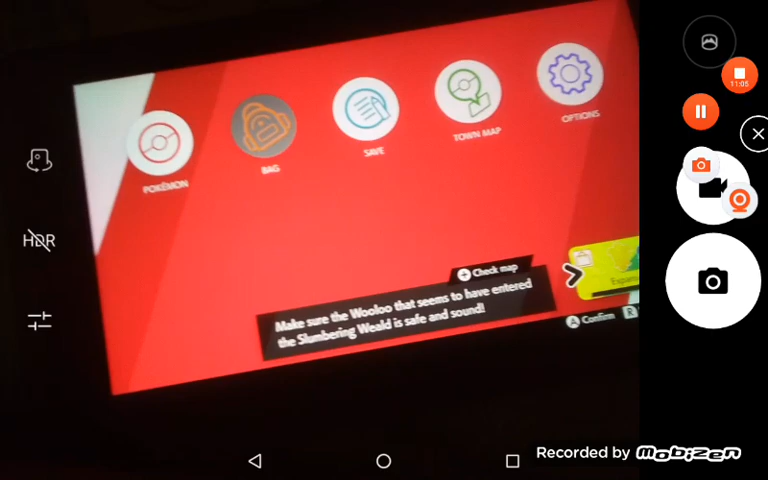 11:05
HDR
POKÉMON
BAG
SAVE
TOWN MAP
OPTIONS
Check map
Make sure the Wooloo that seems to have entered
the Slumbering Weald is safe and sound!
A Confirm R
Recorded by Mobizen